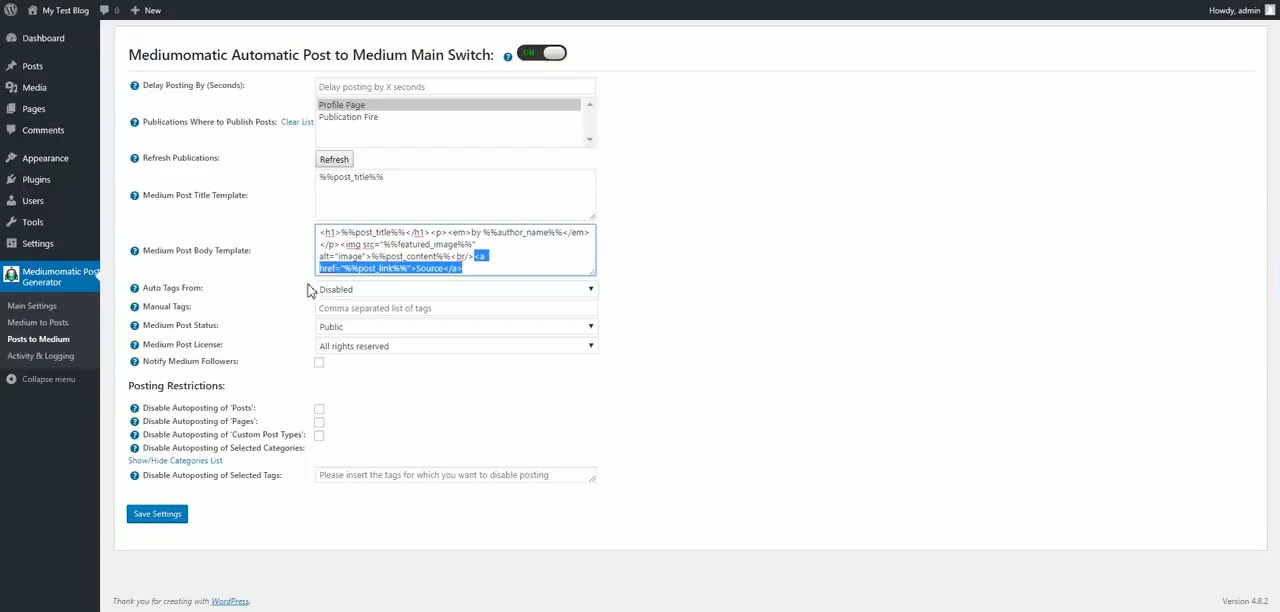 My Test Blog
0
New
Howdy, admin
Dashboard
Posts
Media
Pages
Comments
Appearance
Plugins
Users
Tools
Settings
Mediumomatic Post
Generator
Main Settings
Medium to Posts
Posts to Medium
Activity & Logging
Collapse menu
Mediumomatic Automatic Post to Medium Main Switch:
ON
Delay Posting By (Seconds):
Delay posting by X seconds
Publications Where to Publish Posts: Clear List
Profile Page
Publication Fire
Refresh Publications:
Refresh
Medium Post Title Template:
%%post_title%%
Medium Post Body Template:
<h1>%%post_title%%</h1><p><em>by %%author_name%%</em>
</p><img src="%%featured_image%%"
alt="image">%%post_content%%<br/><a
href="%%post_link%%">Source</a>
Auto Tags From:
Disabled
Manual Tags:
Comma separated list of tags
Medium Post Status:
Public
Medium Post License:
All rights reserved
Notify Medium Followers:
Posting Restrictions:
Disable Autoposting of 'Posts':
Disable Autoposting of 'Pages':
Disable Autoposting of 'Custom Post Types':
Disable Autoposting of Selected Categories:
Show/Hide Categories List
Disable Autoposting of Selected Tags:
Please insert the tags for which you want to disable posting
Save Settings
Thank you for creating with WordPress.
Version 4.8.2